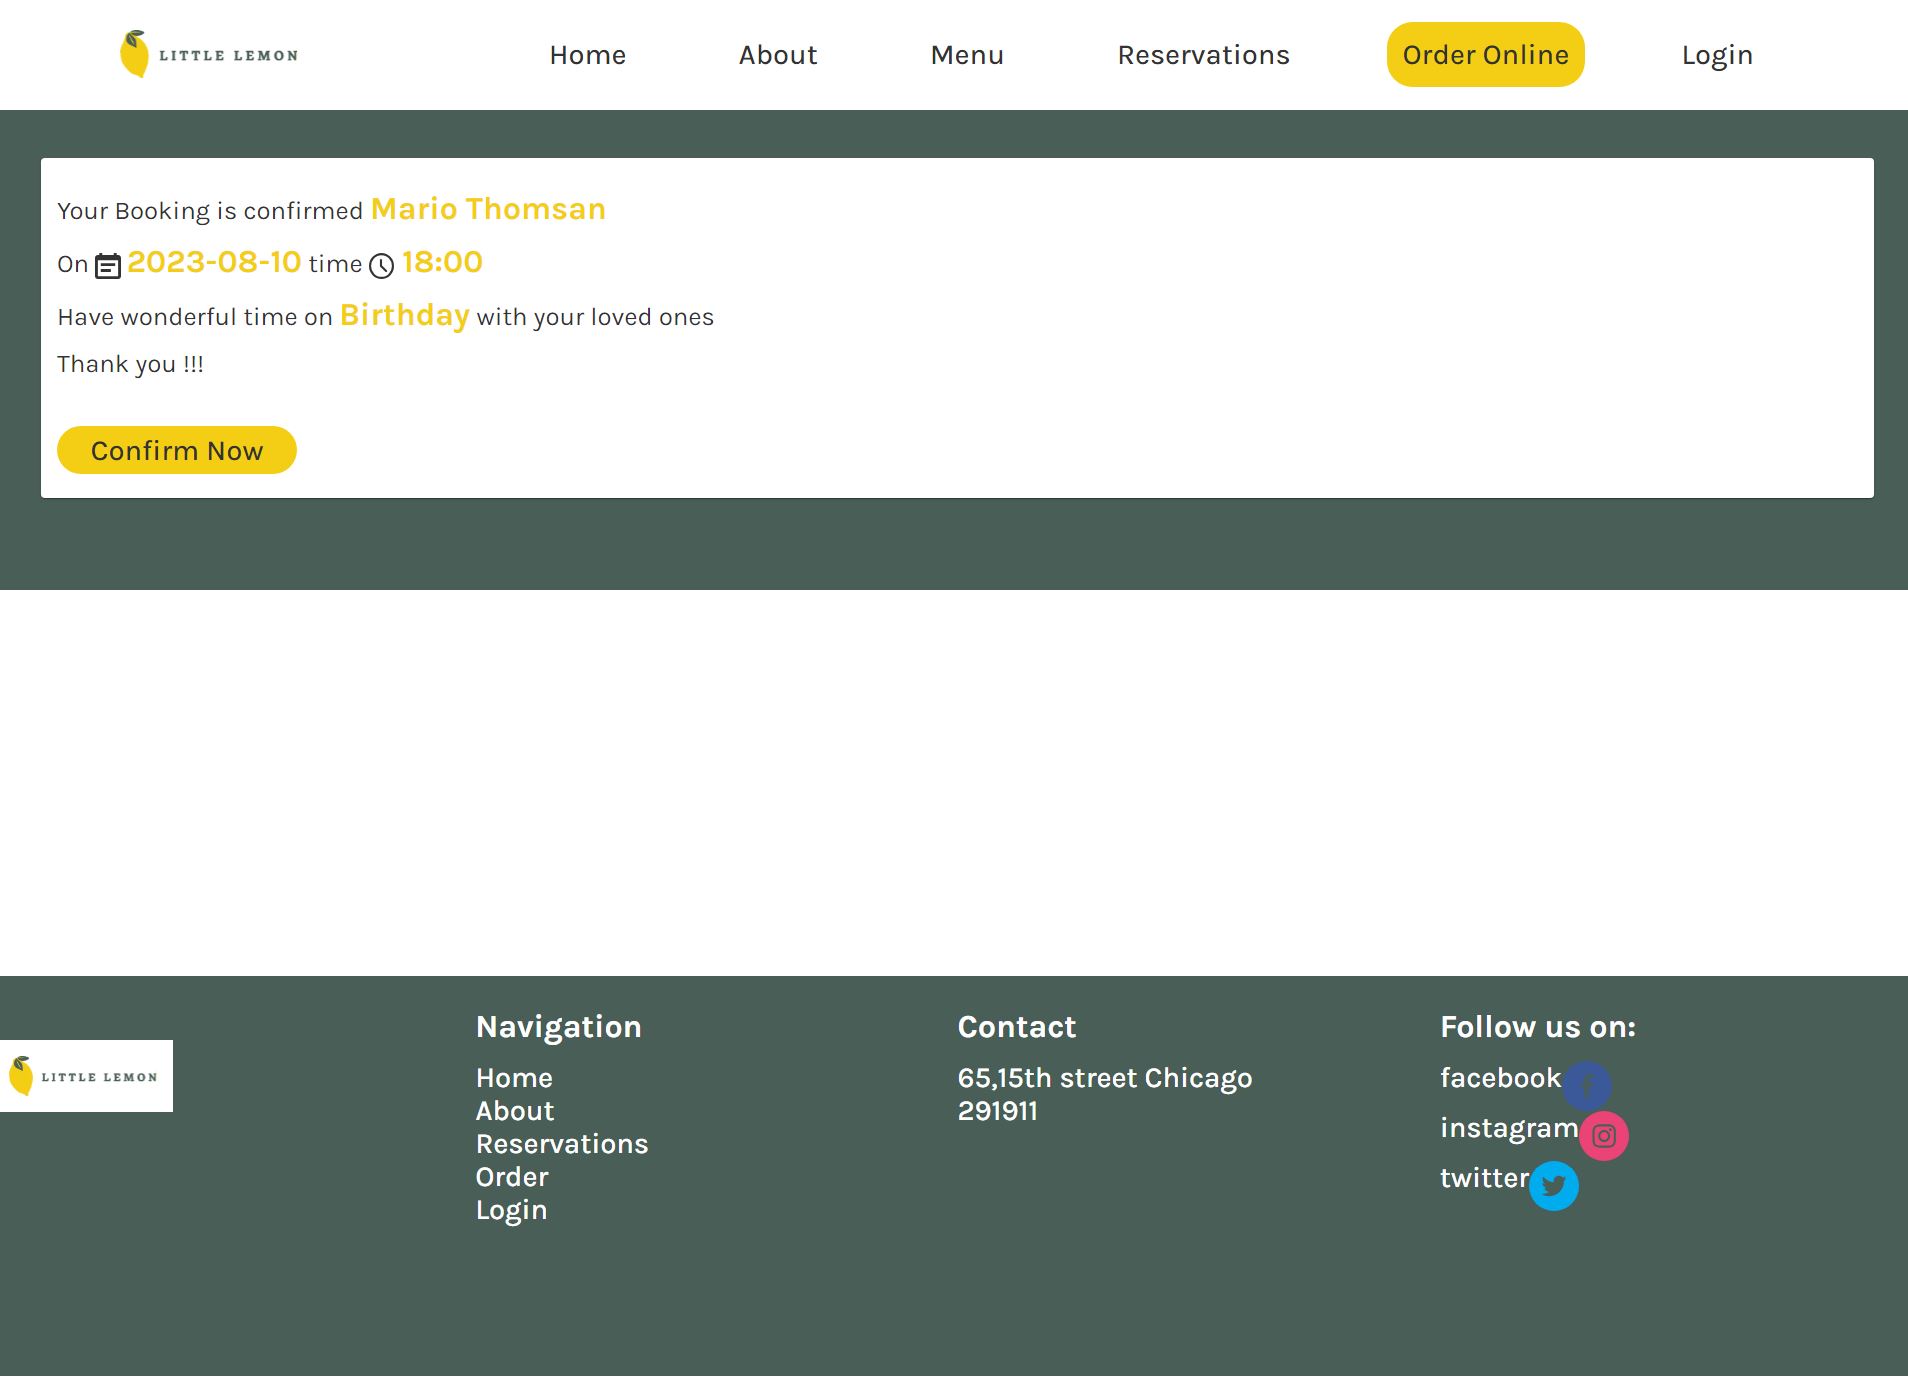 LITTLE LEMON
Home About Menu Reservations Order Online Login
Your Booking is confirmed Mario Thomsan
On 2023-08-10 time 18:00
Have wonderful time on Birthday with your loved ones
Thank you !!!
Confirm Now
LITTLE LEMON
Navigation
Home
About
Reservations
Order
Login
Contact
65,15th street Chicago
291911
Follow us on:
facebook
instagram
twitter